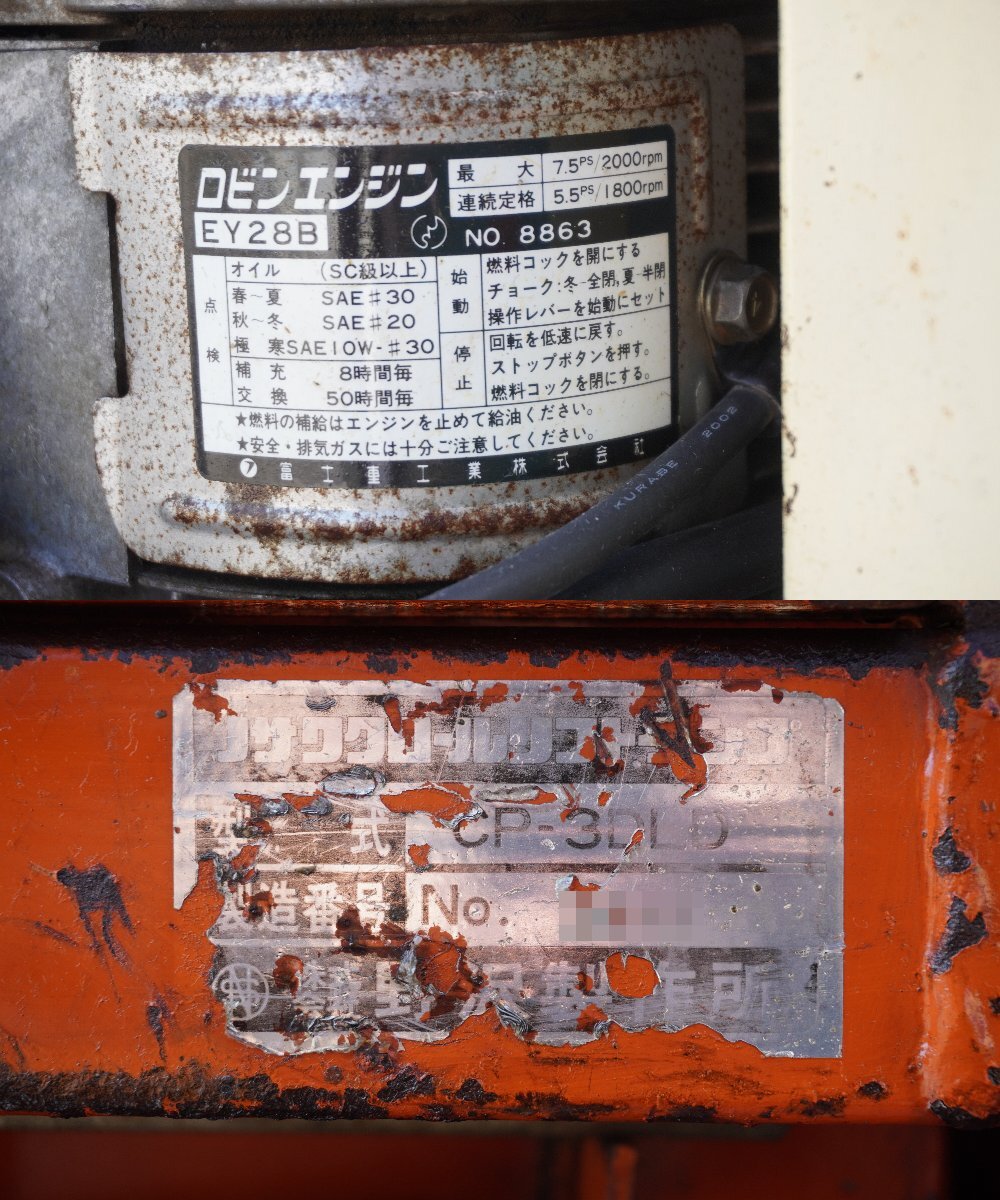 ロビンエンジン
EY28B
最大 7.5PS/2000rpm
連続定格 5.5PS/1800rpm
NO 8863
点検
オイル (SC級以上)
春~夏 SAE#30
秋~冬 SAE#20
極寒 SAE10W-#30
補充 8時間毎
交換 50時間毎
始動
燃料コックを開にする
チョーク:冬-全閉,夏-半閉
操作レバーを始動にセット
停止
回転を低速に戻す。
ストップボタンを押す。
燃料コックを閉にする。
★燃料の補給はエンジンを止めて給油ください。
★安全・排気ガスには十分ご注意してください。
富士重工業株式会社
KURABE 2002
型式 CP-3DLD
製造番号 No.
製作所